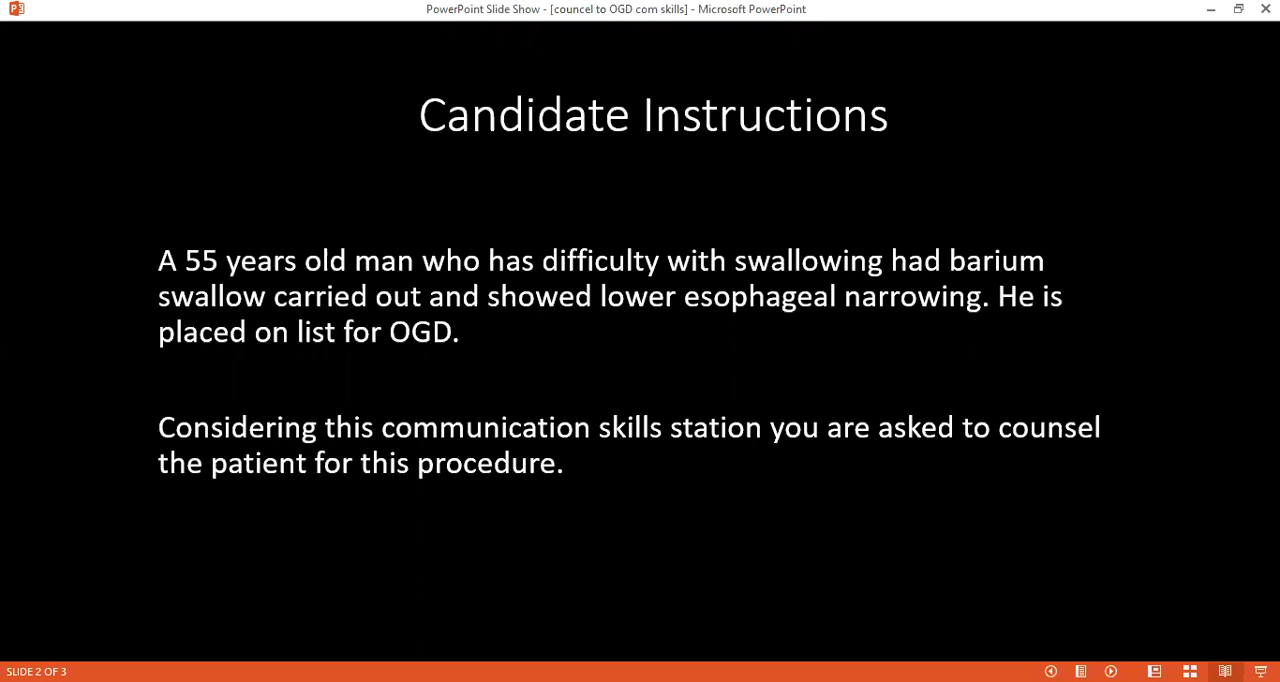 PowerPoint Slide Show - [councel to OGD com skills] - Microsoft PowerPoint
Candidate Instructions
A 55 years old man who has difficulty with swallowing had barium
swallow carried out and showed lower esophageal narrowing. He is
placed on list for OGD.
Considering this communication skills station you are asked to counsel
the patient for this procedure.
SLIDE 2 OF 3